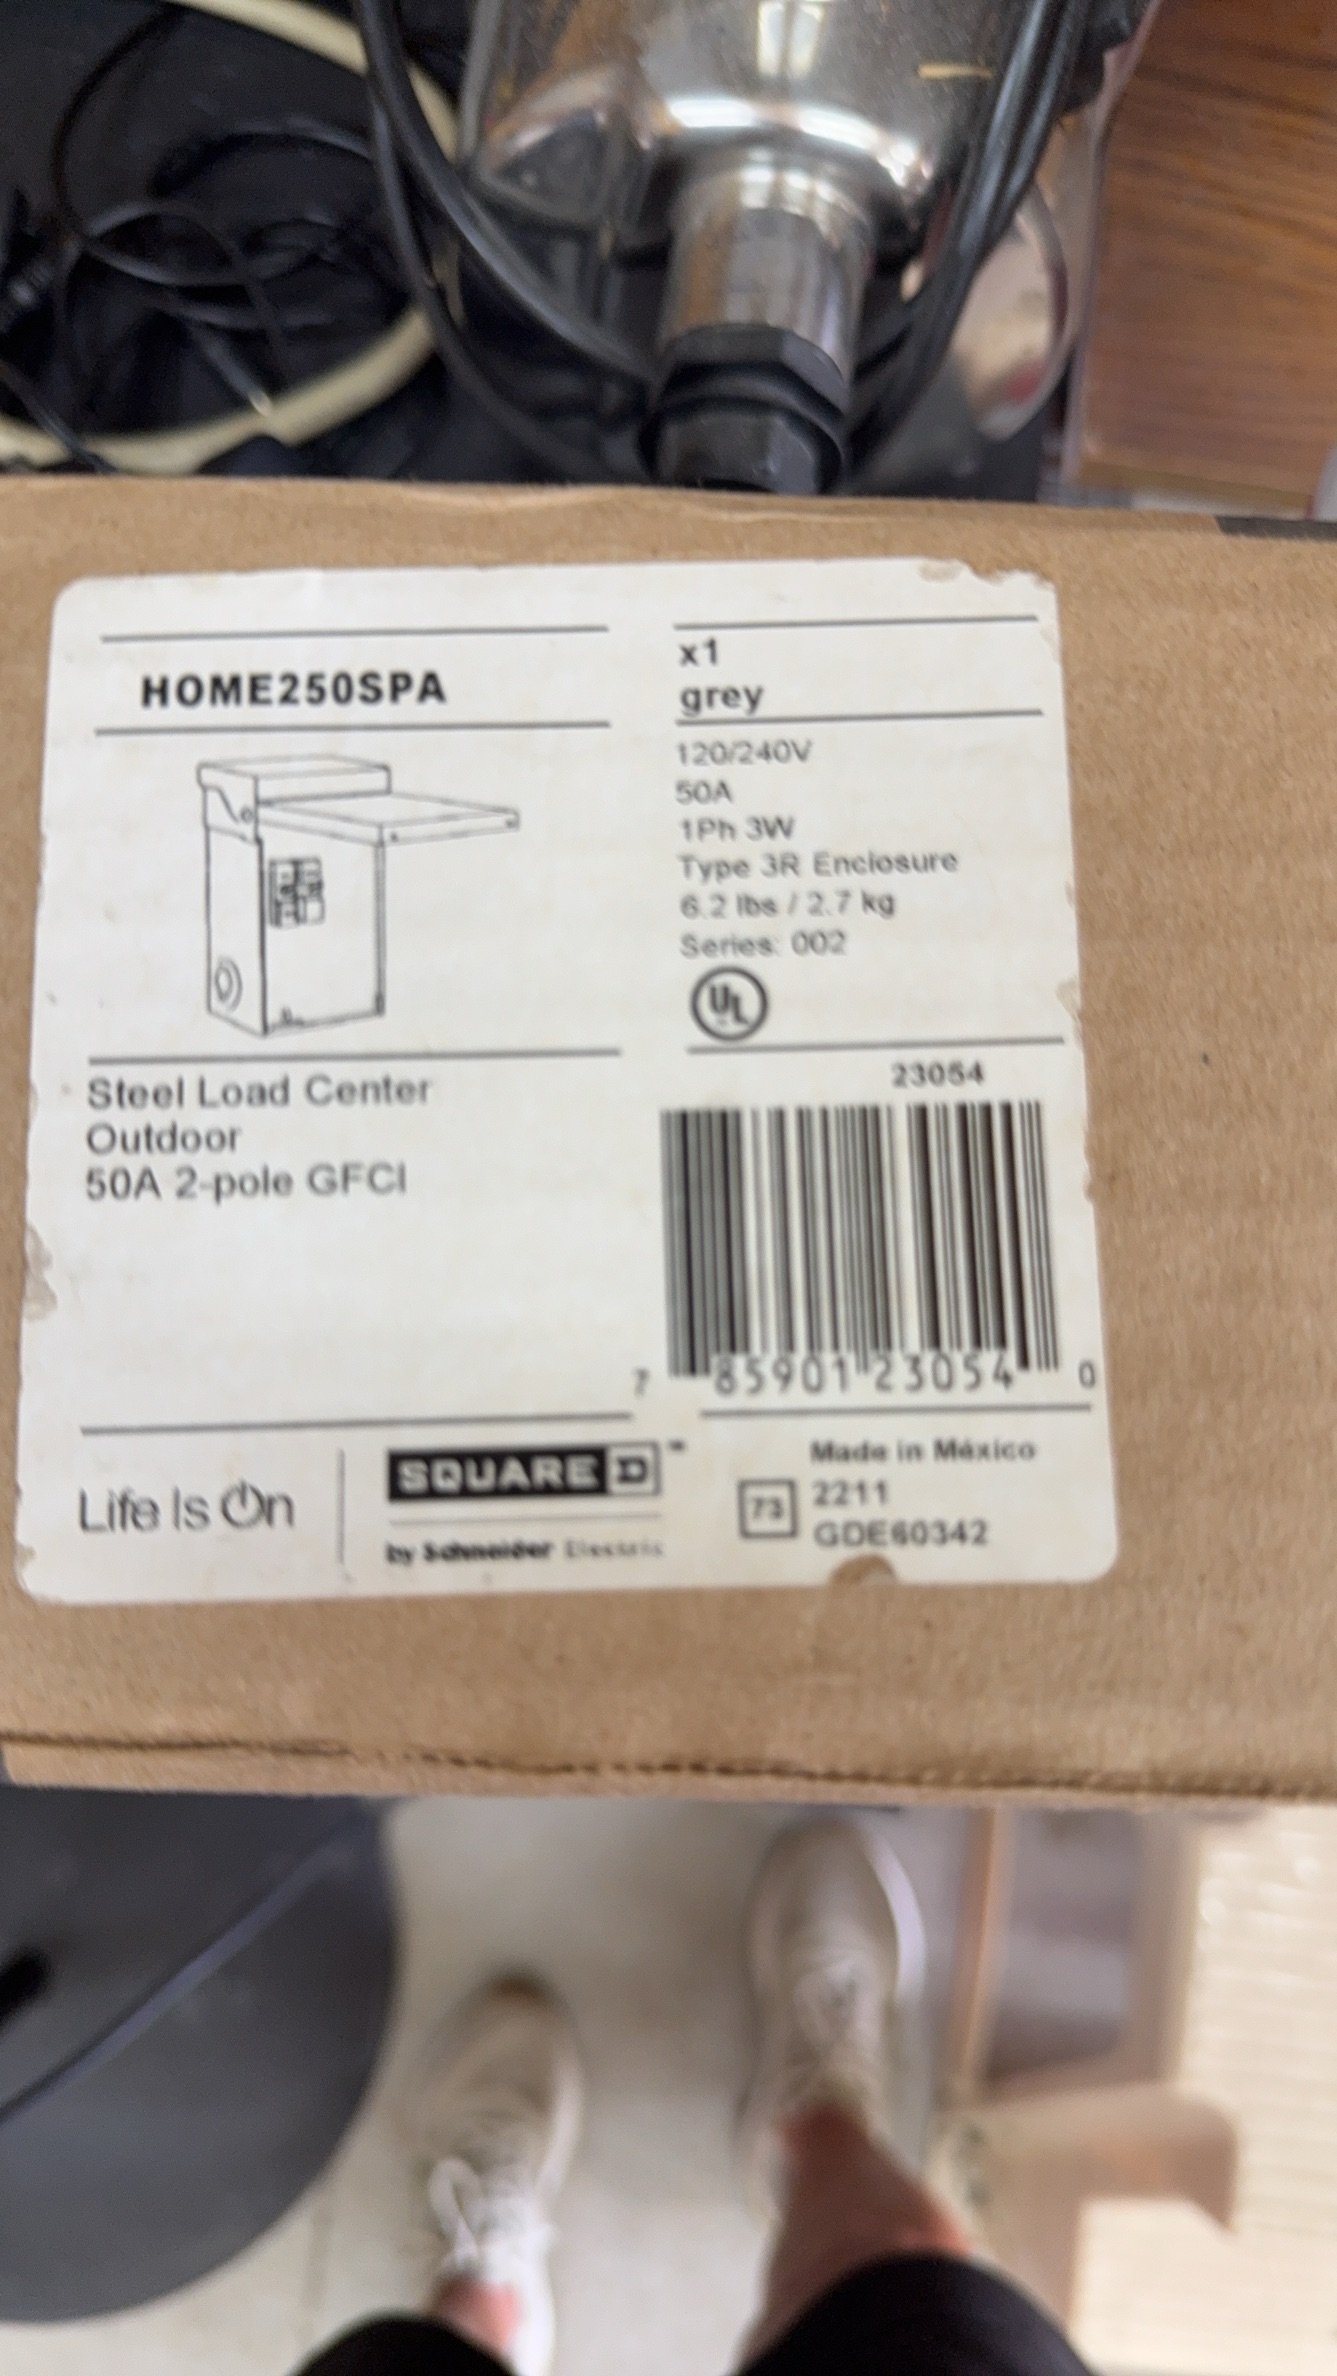 HOME250SPA
x1
grey
120/240V
50A
1Ph 3W
Type 3R Enclosure
6.2 lbs / 2.7 kg
Series: 002
UL
Steel Load Center
Outdoor
50A 2-pole GFCI
23054
7 85901 23054 0
Life Is On
SQUARE D
by Schneider Electric
Made in México
73
2211
GDE60342